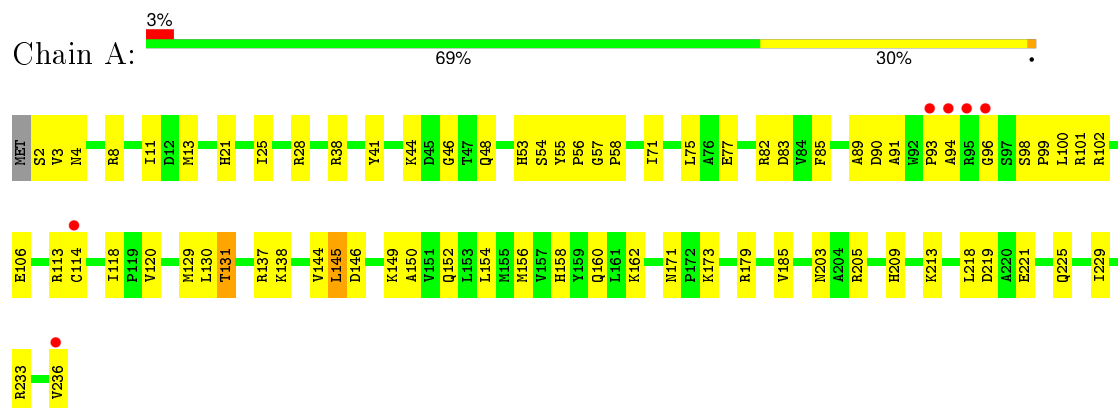 3%
Chain A:
69% 30% •
MET S2 V3 N4 R8 I11 D12 M13 H21 I25 R28 R38 Y41 K44 D45 G46 T47 Q48 H53 S54 Y55 P56 G57 P58 I71 L75 A76 E77 R82 D83 V84 F85 A89 D90 A91 W92 P93 A94 R95 G96 S97 S98 P99 L100 R101 R102
E106 R113 C114 I118 P119 V120 M129 L130 T131 R137 K138 V144 L145 D146 K149 A150 V151 Q152 L153 L154 M155 M156 V157 H158 Y159 Q160 L161 K162 N171 P172 K173 R179 V185 N203 A204 R205 H209 K213 L218 D219 A220 E221 Q225 I229
R233 V236